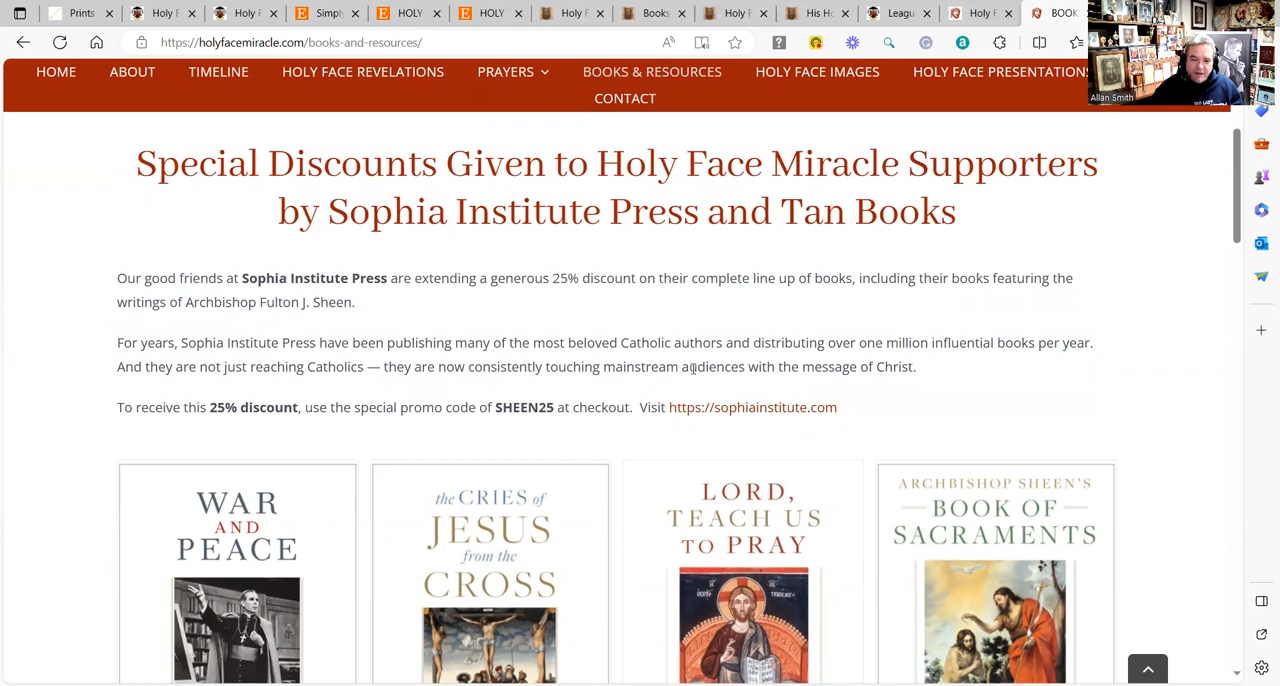 Prints
Holy F
Holy F
Simply
HOLY
HOLY
Holy F
Books
Holy F
His Ho
Leagu
Holy F
BOOK
https://holyfacemiracle.com/books-and-resources/
HOME ABOUT TIMELINE HOLY FACE REVELATIONS PRAYERS BOOKS & RESOURCES HOLY FACE IMAGES HOLY FACE PRESENTATIONS
CONTACT
Allan Smith
Special Discounts Given to Holy Face Miracle Supporters
by Sophia Institute Press and Tan Books
Our good friends at Sophia Institute Press are extending a generous 25% discount on their complete line up of books, including their books featuring the
writings of Archbishop Fulton J. Sheen.
For years, Sophia Institute Press have been publishing many of the most beloved Catholic authors and distributing over one million influential books per year.
And they are not just reaching Catholics — they are now consistently touching mainstream audiences with the message of Christ.
To receive this 25% discount, use the special promo code of SHEEN25 at checkout. Visit https://sophiainstitute.com
WAR
AND
PEACE
the CRIES of
JESUS
from the
CROSS
LORD,
TEACH US
TO PRAY
ARCHBISHOP SHEEN'S
BOOK OF
SACRAMENTS